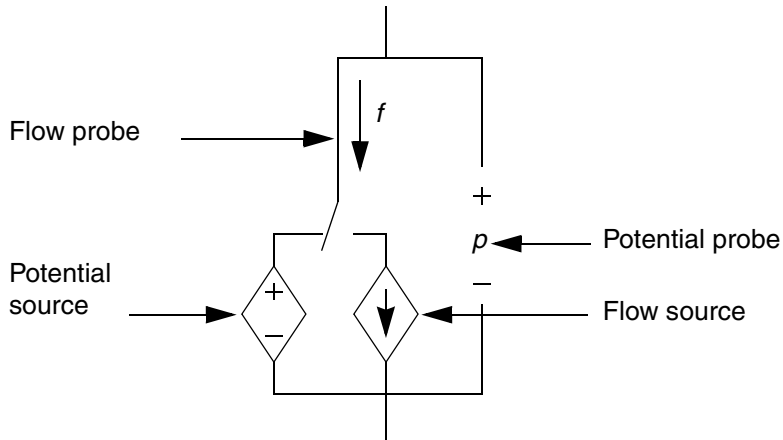 f
Flow probe
+
p
Potential probe
Potential
source
+
−
−
Flow source